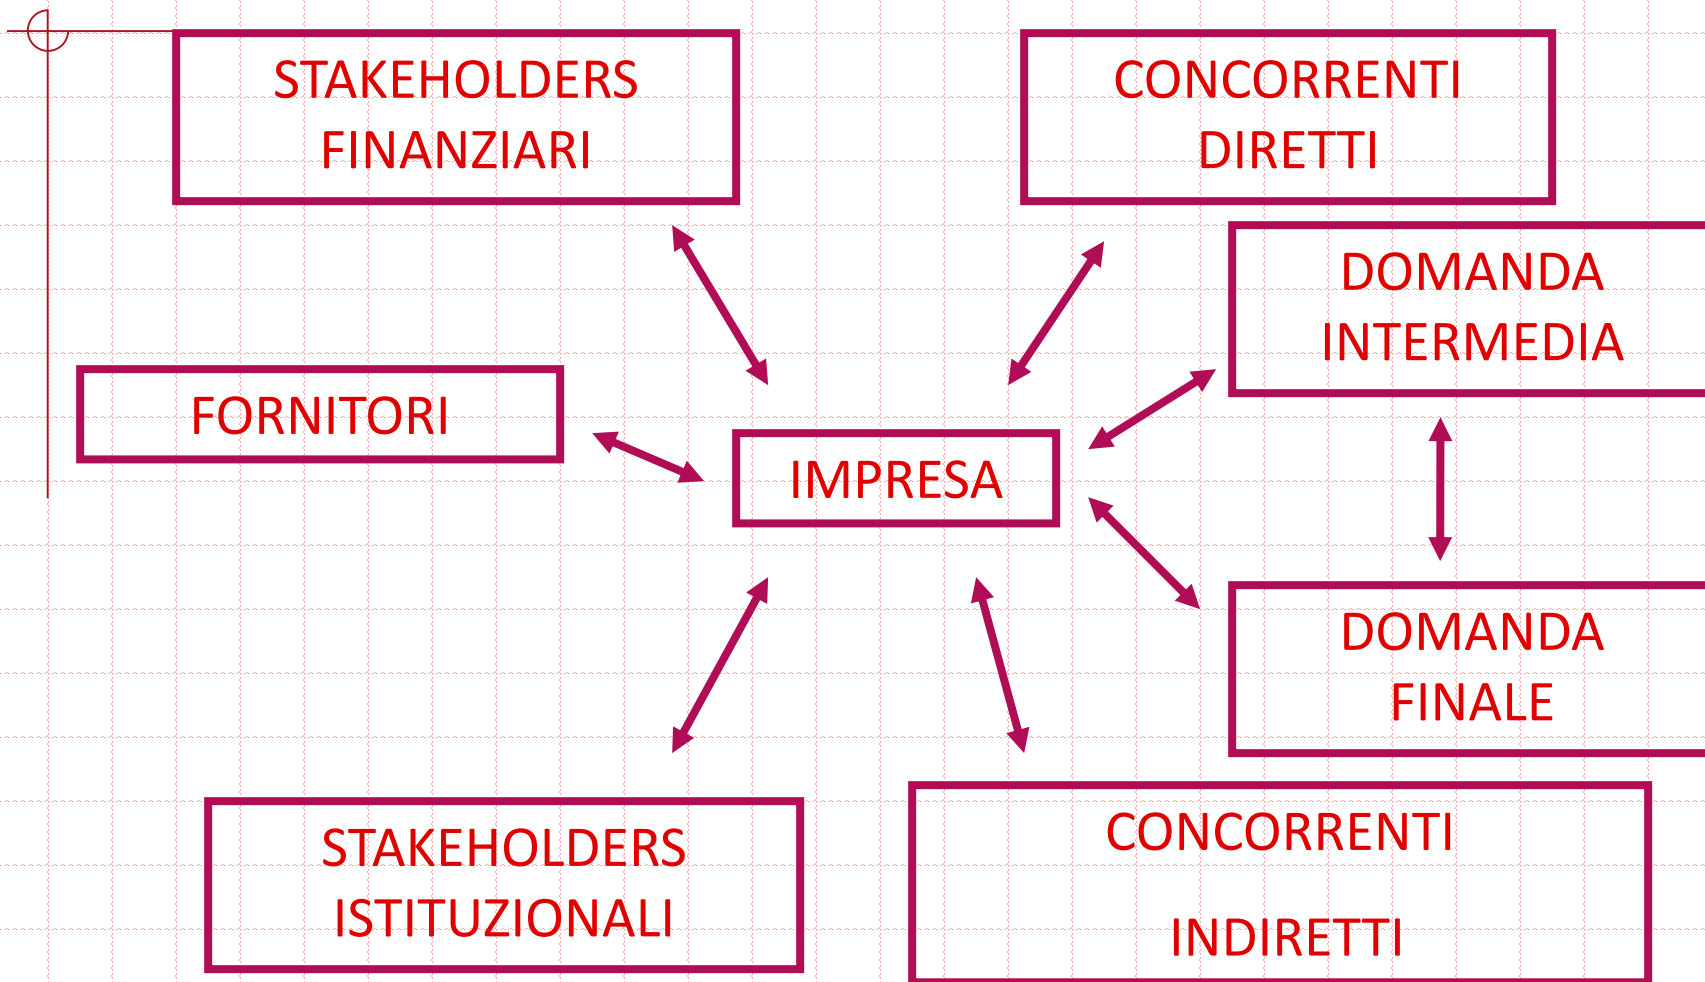 STAKEHOLDERS
FINANZIARI
CONCORRENTI
DIRETTI
DOMANDA
INTERMEDIA
FORNITORI
IMPRESA
DOMANDA
FINALE
STAKEHOLDERS
ISTITUZIONALI
CONCORRENTI
INDIRETTI